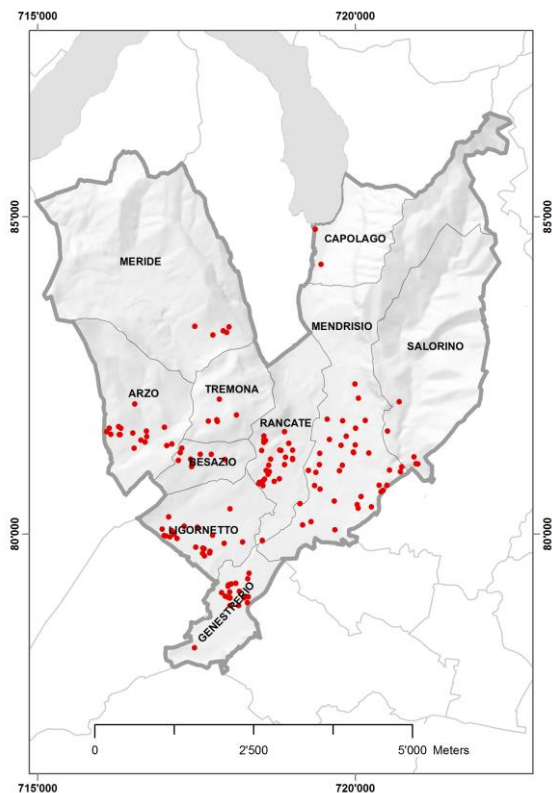 715'000 720'000
85'000 85'000
CAPOLAGO
MERIDE
MENDRISIO
SALORINO
ARZO
TREMONA
RANCATE
BESAZIO
80'000 80'000
LIGORNETTO
GENESTRERIO
0 2'500 5'000 Meters
715'000 720'000